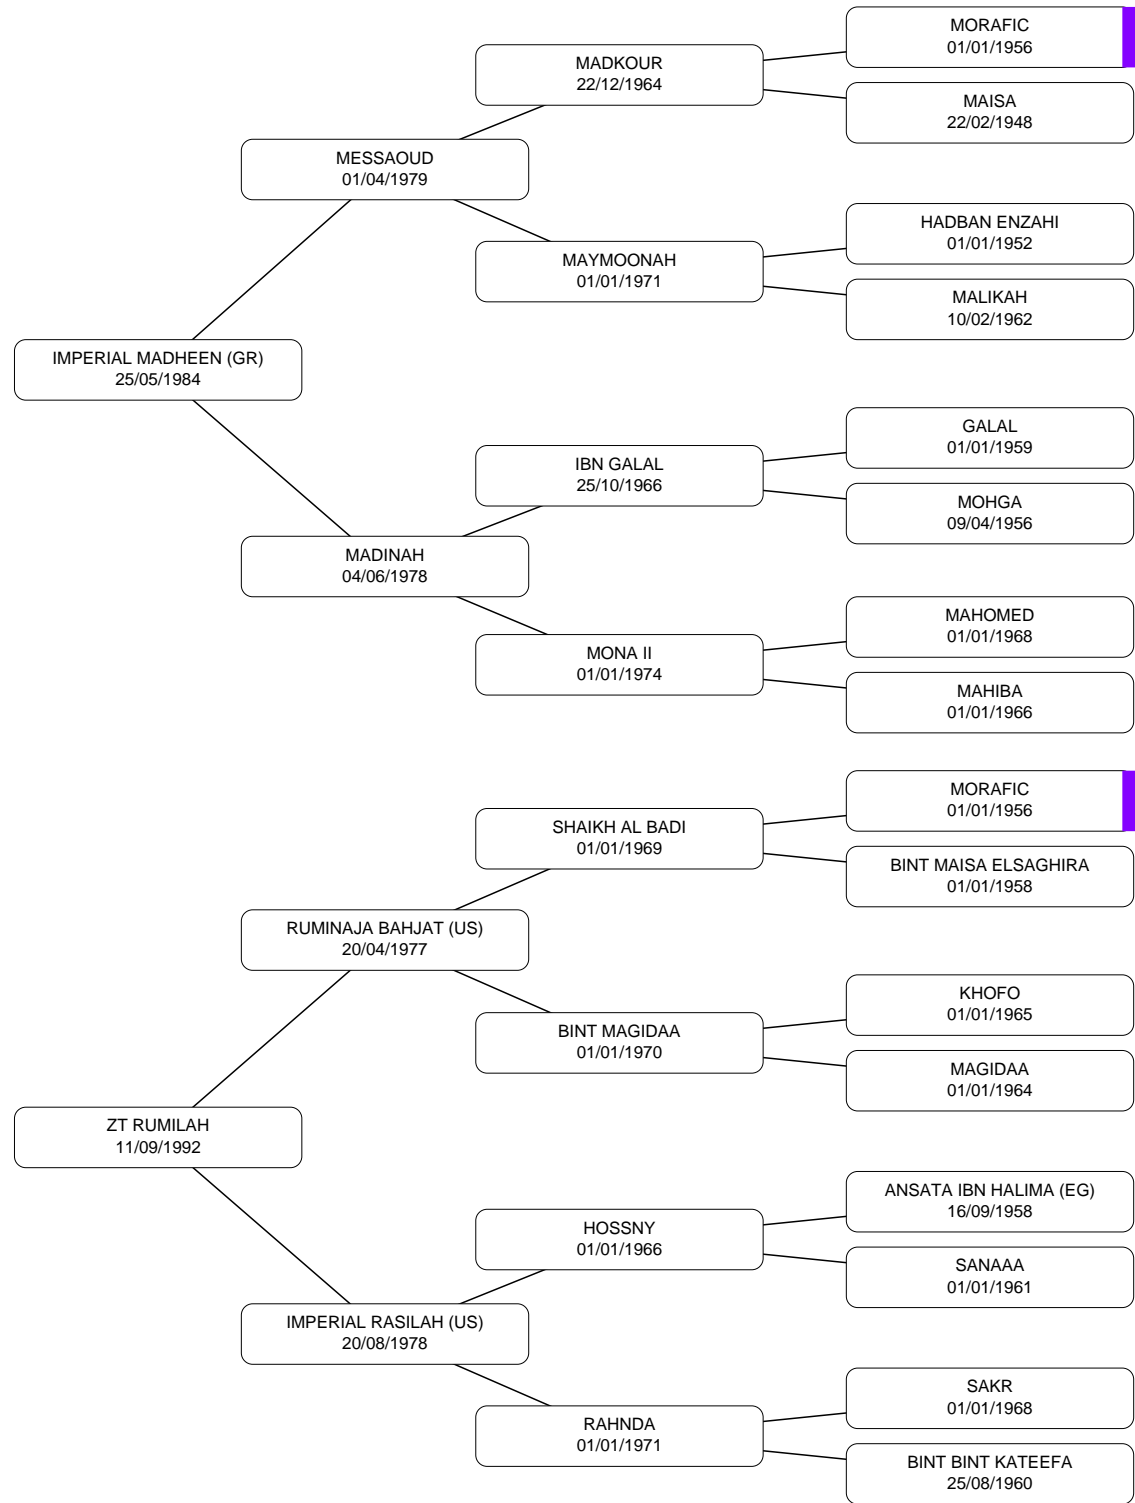 MORAFIC
01/01/1956
MADKOUR
22/12/1964
MAISA
22/02/1948
MESSAOUD
01/04/1979
HADBAN ENZAHI
01/01/1952
MAYMOONAH
01/01/1971
MALIKAH
10/02/1962
IMPERIAL MADHEEN (GR)
25/05/1984
GALAL
01/01/1959
IBN GALAL
25/10/1966
MOHGA
09/04/1956
MADINAH
04/06/1978
MAHOMED
01/01/1968
MONA II
01/01/1974
MAHIBA
01/01/1966
MORAFIC
01/01/1956
SHAIKH AL BADI
01/01/1969
BINT MAISA ELSAGHIRA
01/01/1958
RUMINAJA BAHJAT (US)
20/04/1977
KHOFO
01/01/1965
BINT MAGIDAA
01/01/1970
MAGIDAA
01/01/1964
ZT RUMILAH
11/09/1992
ANSATA IBN HALIMA (EG)
16/09/1958
HOSSNY
01/01/1966
SANAAA
01/01/1961
IMPERIAL RASILAH (US)
20/08/1978
SAKR
01/01/1968
RAHNDA
01/01/1971
BINT BINT KATEEFA
25/08/1960